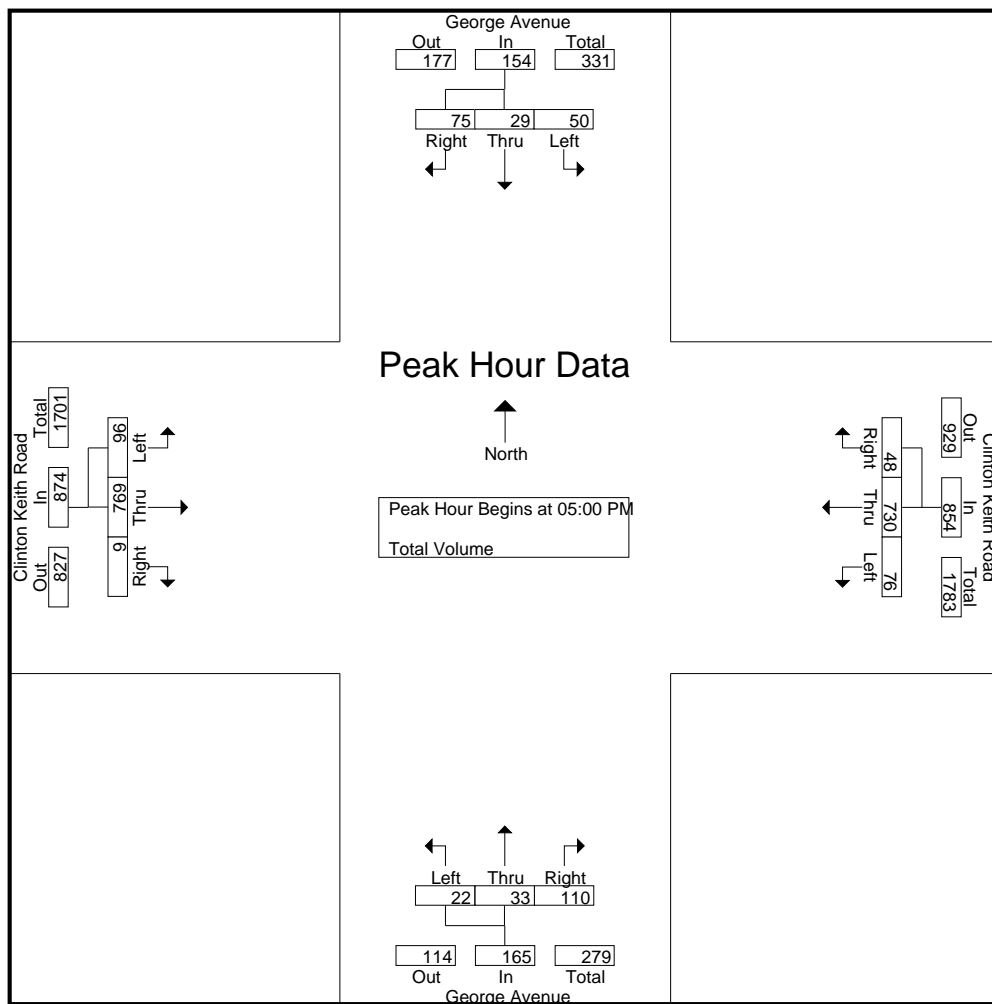 George Avenue
Out In Total
177 154 331
75 29 50
Right Thru Left
Peak Hour Data
North
Peak Hour Begins at 05:00 PM
Total Volume
Clinton Keith Road
Total In Out
1701 874 827
96 769 9
Left Thru Right
Clinton Keith Road
Out In Total
929 854 1783
48 730 76
Right Thru Left
Left Thru Right
22 33 110
114 165 279
Out In Total
George Avenue